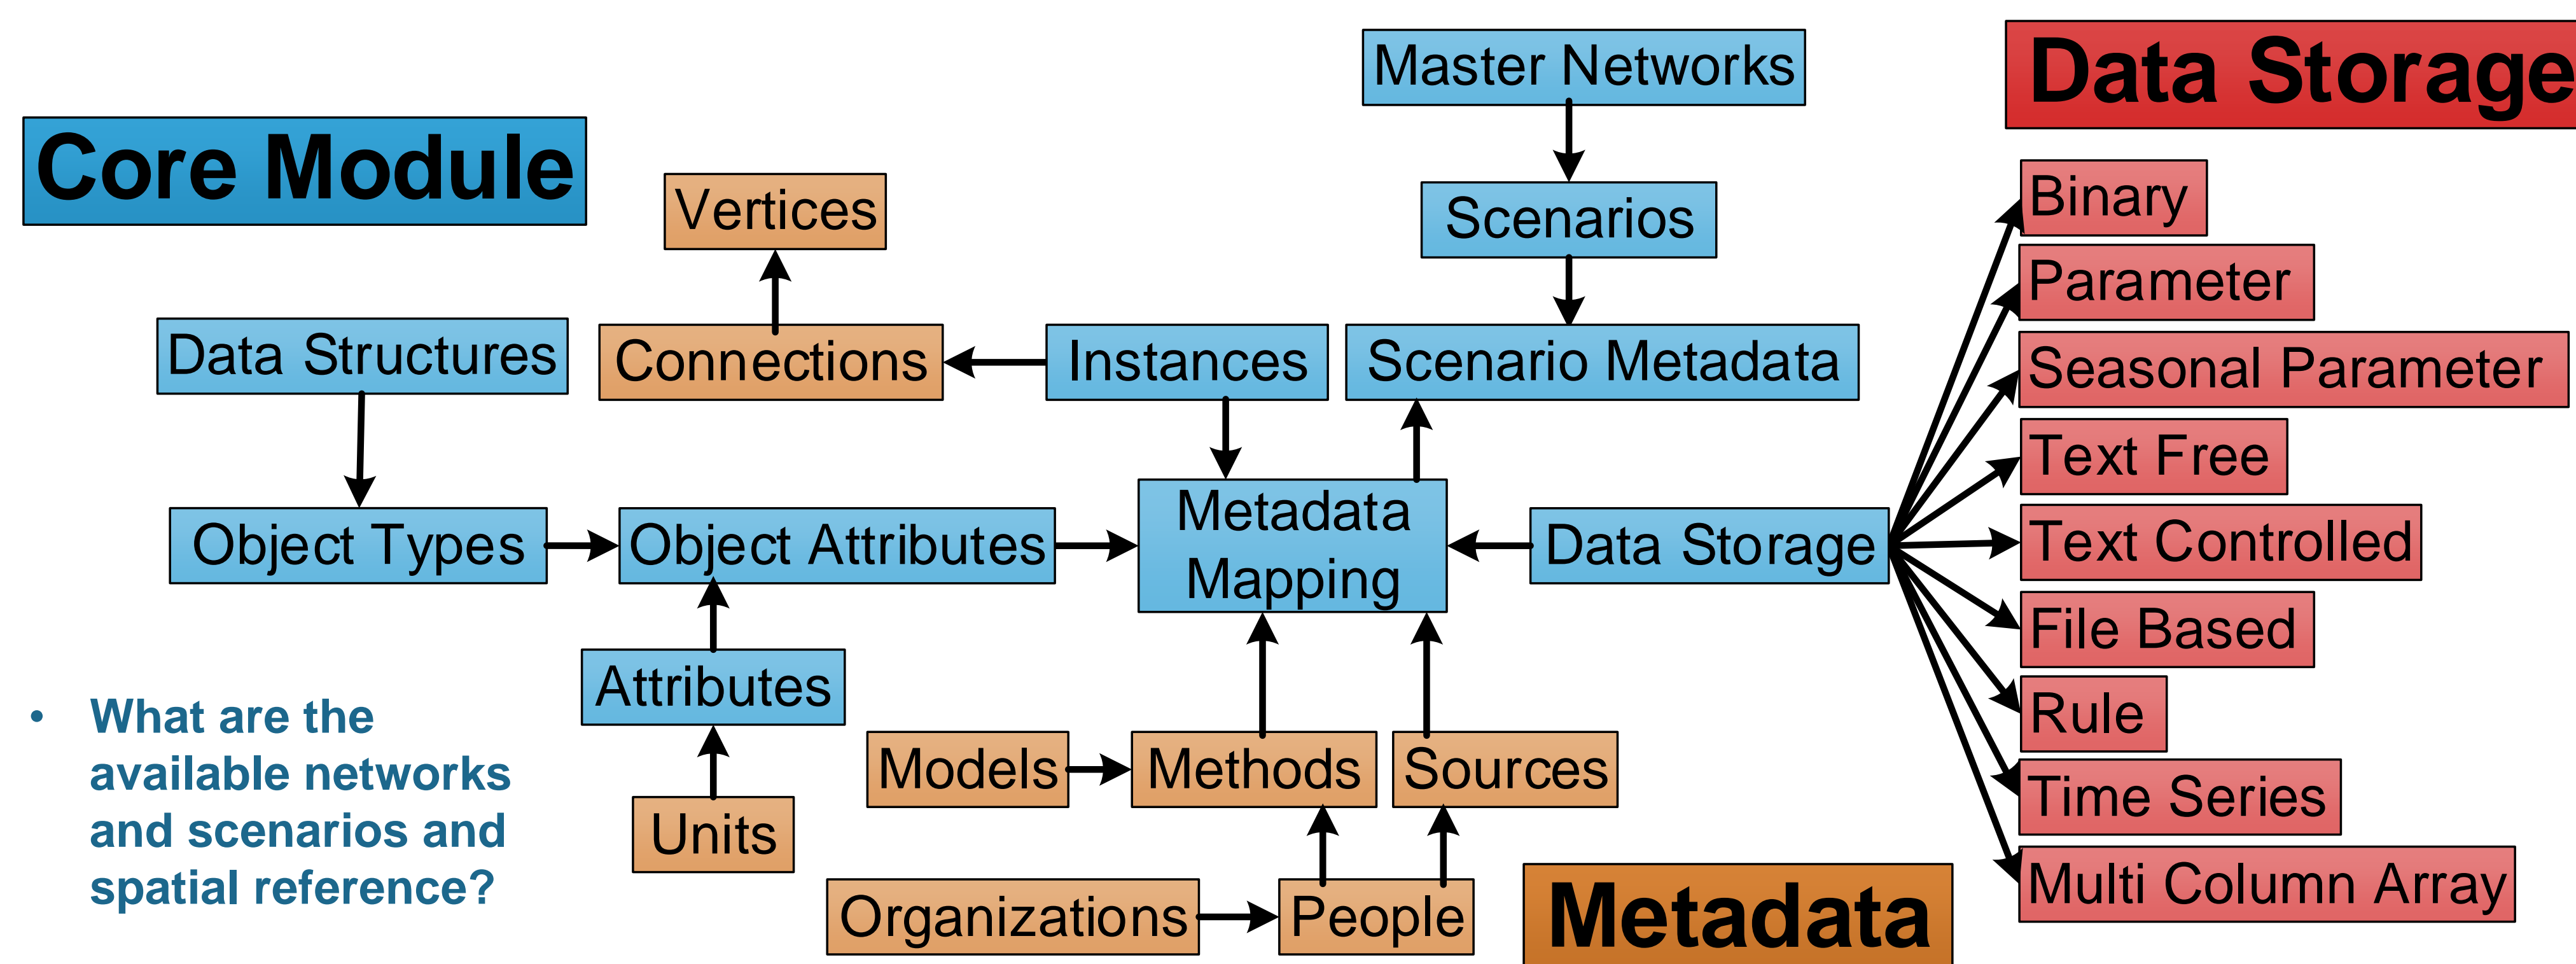 Core Module
Master Networks
Data Storage
Vertices
Scenarios
Binary
Parameter
Data Structures
Connections
Instances
Scenario Metadata
Seasonal Parameter
Text Free
Object Types
Object Attributes
Metadata
Mapping
Data Storage
Text Controlled
File Based
Attributes
Rule
• What are the
available networks
and scenarios and
spatial reference?
Models
Methods
Sources
Time Series
Units
Multi Column Array
Organizations
People
Metadata